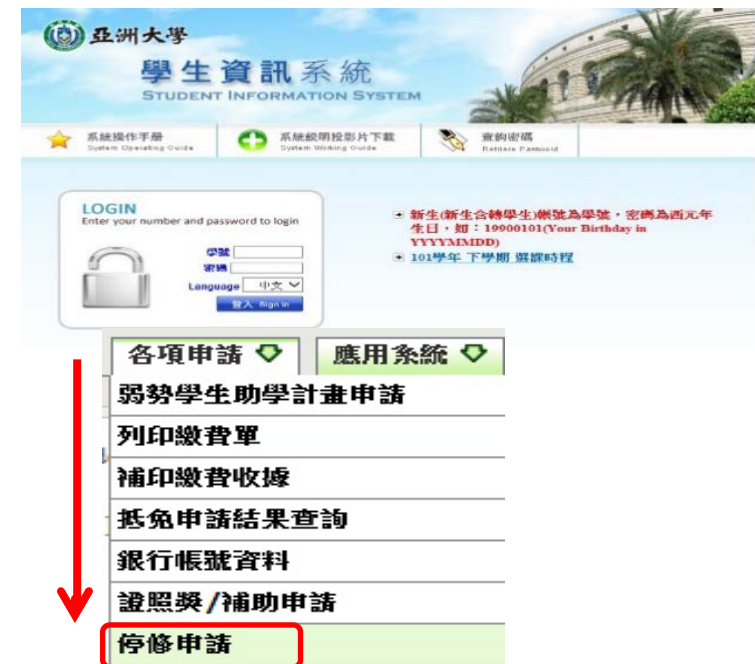 亞洲大學
學生資訊系統
STUDENT INFORMATION SYSTEM
系統操作手冊
System Operating Guide
系統說明投影片下載
System Working Guide
查詢密碼
Retrieve Password
LOGIN
Enter your number and password to login
學號
密碼
Language 中文
登入 Sign in
新生(新生含轉學生)帳號為學號，密碼為西元年
生日，如：19900101(Your Birthday in
YYYYMMDD)
101學年 下學期 選課時程
各項申請 應用系統
弱勢學生助學計畫申請
列印繳費單
補印繳費收據
抵免申請結果查詢
銀行帳號資料
證照獎/補助申請
停修申請